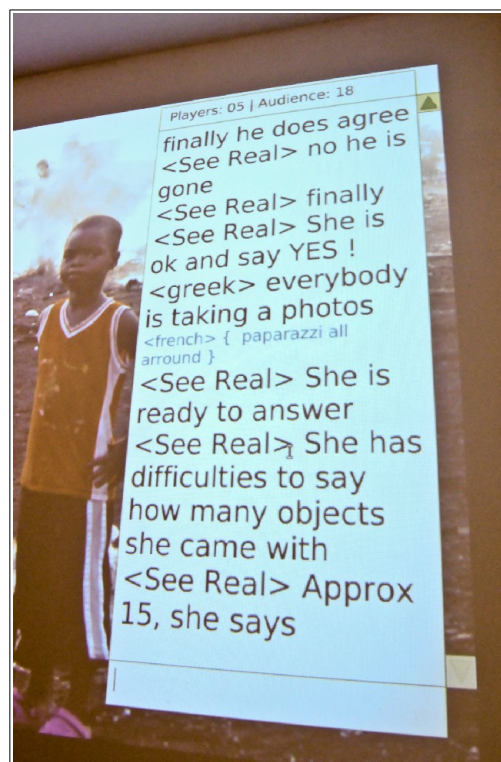 Players: 05 | Audience: 18
finally he does agree
<See Real> no he is
gone
<See Real> finally
<See Real> She is
ok and say YES !
<greek> everybody
is taking a photos
<french> { paparazzi all
arround }
<See Real> She is
ready to answer
<See Real> She has
difficulties to say
how many objects
she came with
<See Real> Approx
15, she says